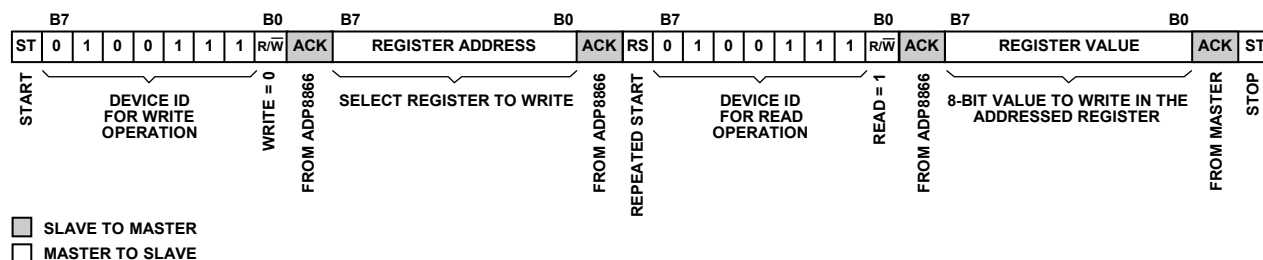 B7 B0 B7 B0 B7 B0 B7 B0
ST 0 1 0 0 1 1 1 R/W̅ ACK REGISTER ADDRESS ACK RS 0 1 0 0 1 1 1 R/W̅ ACK REGISTER VALUE ACK ST
START
DEVICE ID
FOR WRITE
OPERATION
WRITE = 0
FROM ADP8866
SELECT REGISTER TO WRITE
FROM ADP8866
REPEATED START
DEVICE ID
FOR READ
OPERATION
READ = 1
FROM ADP8866
8-BIT VALUE TO WRITE IN THE
ADDRESSED REGISTER
FROM MASTER
STOP
SLAVE TO MASTER
MASTER TO SLAVE